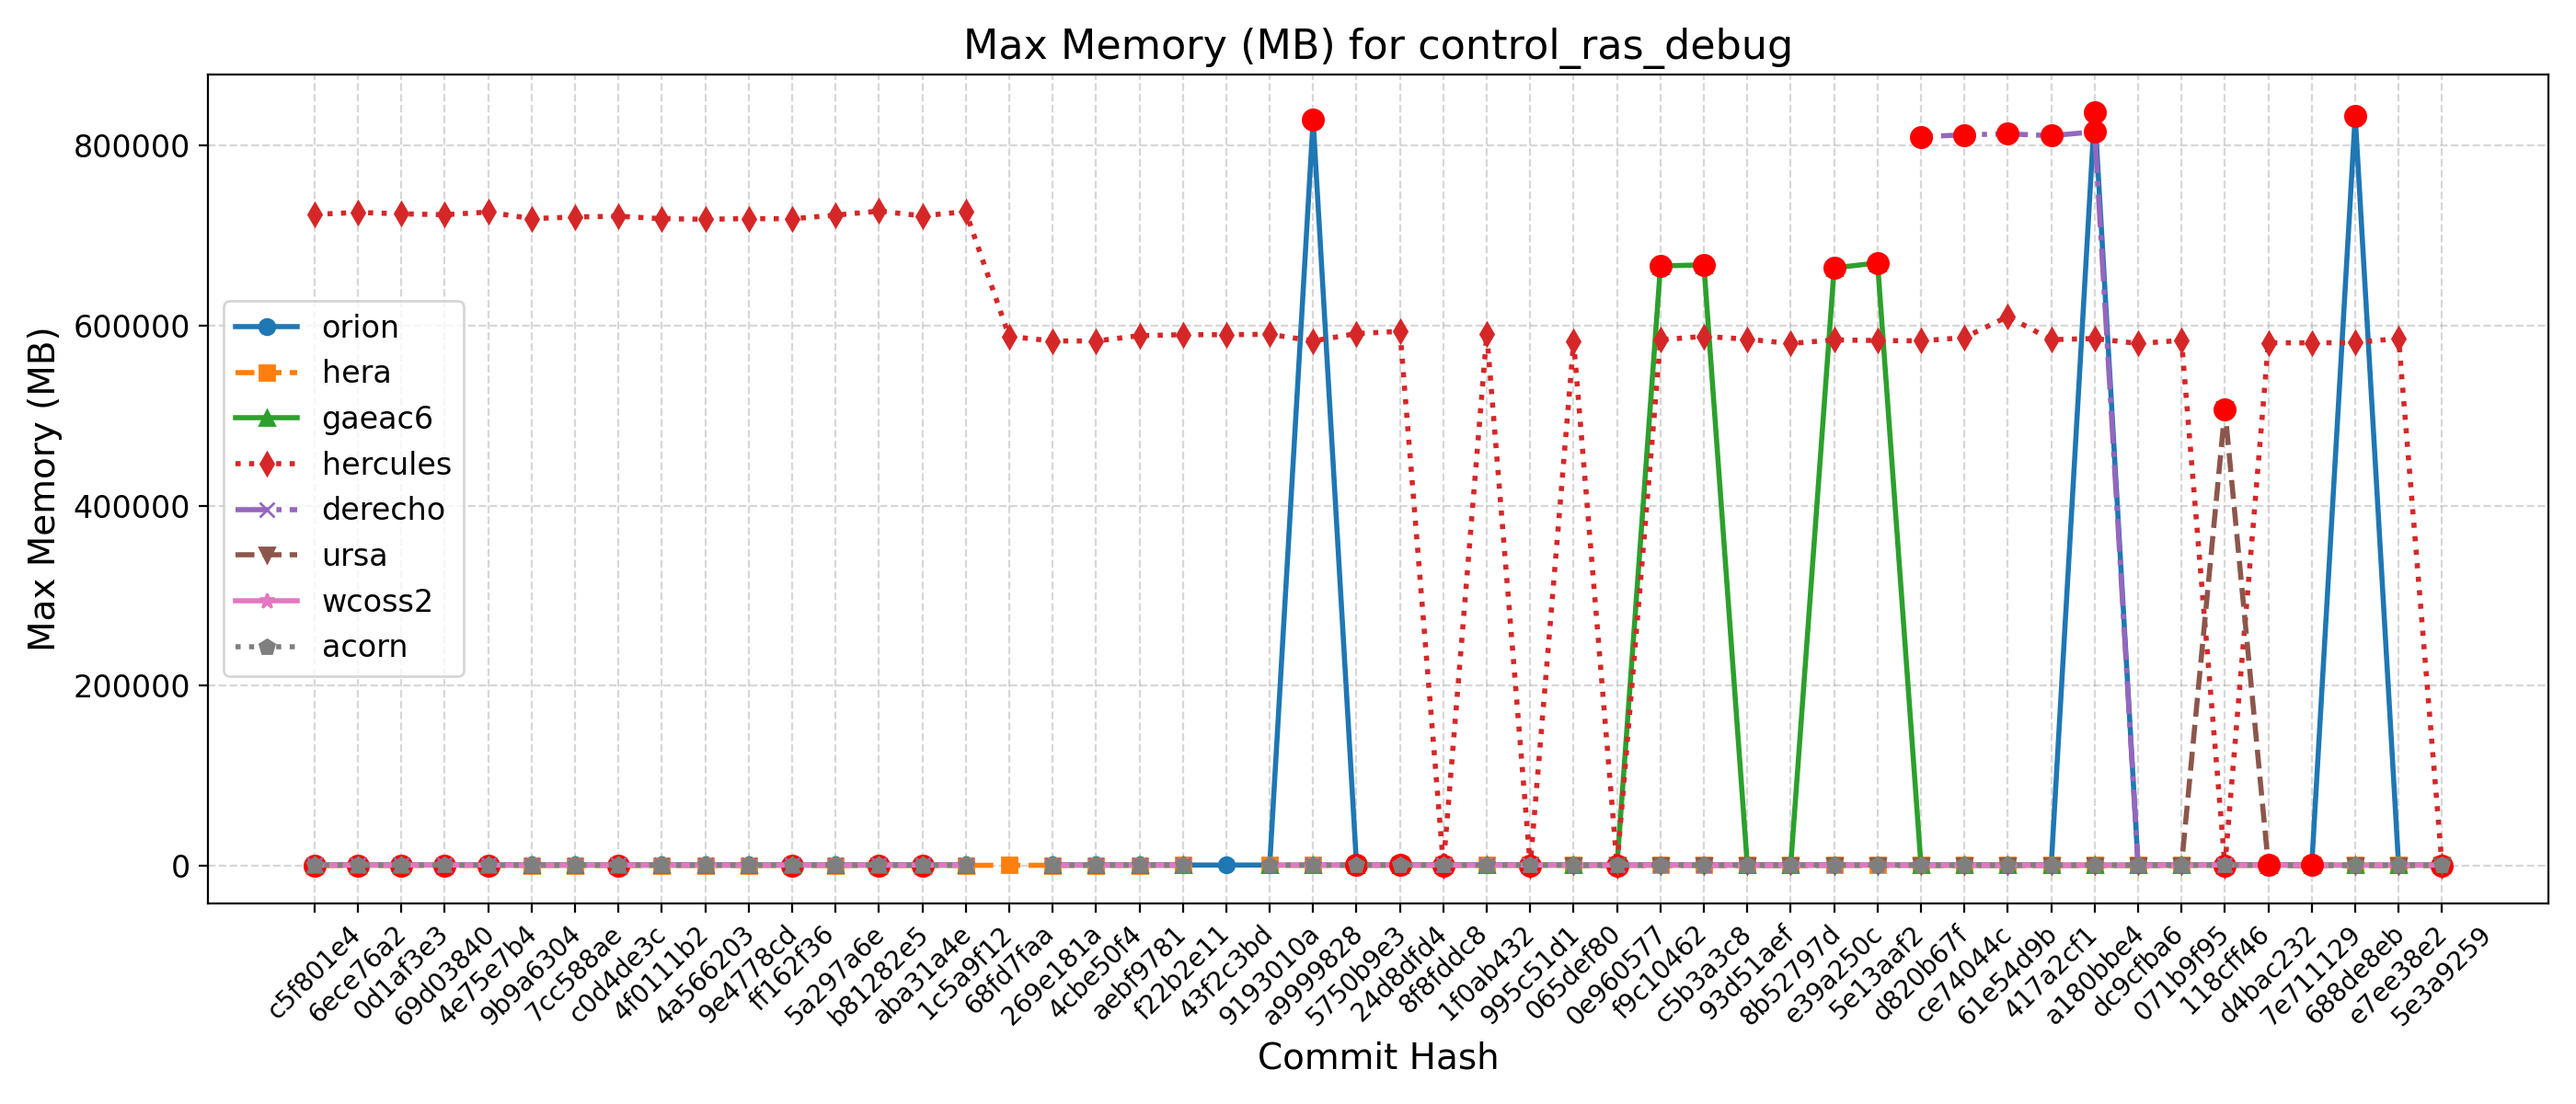 Max Memory (MB) for control_ras_debug
Max Memory (MB)
800000
600000
400000
200000
0
orion
hera
gaeac6
hercules
derecho
ursa
wcoss2
acorn
c5f801e4
6ece76a2
0d1af3e3
69d03840
4e75e7b4
9b9a6304
7cc588ae
c0d4de3c
4f0111b2
4a566203
9e4778cd
ff162f36
5a297a6e
b81282e5
aba31a4e
1c5a9f12
68fd7faa
269e181a
4cbe50f4
aebf9781
f22b2e11
43f2c3bd
9193010a
a9999828
5750b9e3
24d8dfd4
8f8fddc8
1f0ab432
995c51d1
065def80
0e960577
f9c10462
c5b3a3c8
93d51aef
8b52797d
e39a250c
5e13aaf2
d820b67f
ce74044c
61e54d9b
417a2cf1
a180bbe4
dc9cfba6
071b9f95
118cff46
d4bac232
7e711129
688de8eb
e7ee38e2
5e3a9259
Commit Hash